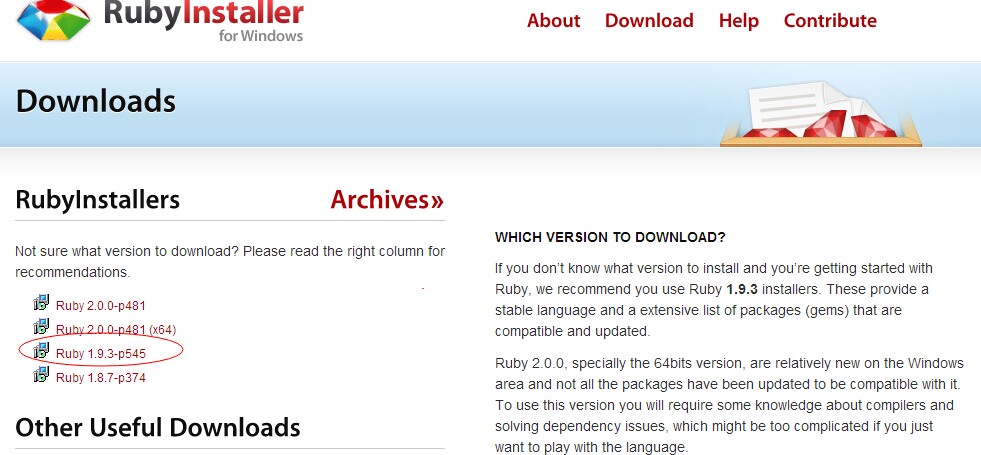 RubyInstaller
for Windows
About Download Help Contribute
Downloads
RubyInstallers Archives»
Not sure what version to download? Please read the right column for
recommendations.
Ruby 2.0.0-p481
Ruby 2.0.0-p481 (x64)
Ruby 1.9.3-p545
Ruby 1.8.7-p374
Other Useful Downloads
WHICH VERSION TO DOWNLOAD?
If you don’t know what version to install and you’re getting started with
Ruby, we recommend you use Ruby 1.9.3 installers. These provide a
stable language and a extensive list of packages (gems) that are
compatible and updated.
Ruby 2.0.0, specially the 64bits version, are relatively new on the Windows
area and not all the packages have been updated to be compatible with it.
To use this version you will require some knowledge about compilers and
solving dependency issues, which might be too complicated if you just
want to play with the language.